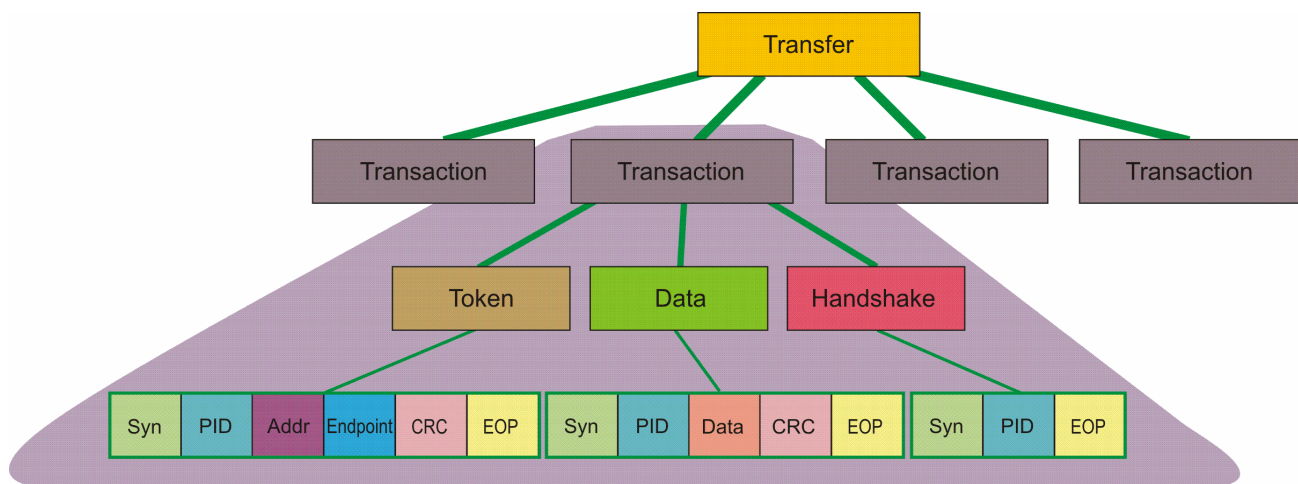 Transfer
Transaction Transaction Transaction Transaction
Token Data Handshake
Syn PID Addr Endpoint CRC EOP Syn PID Data CRC EOP Syn PID EOP